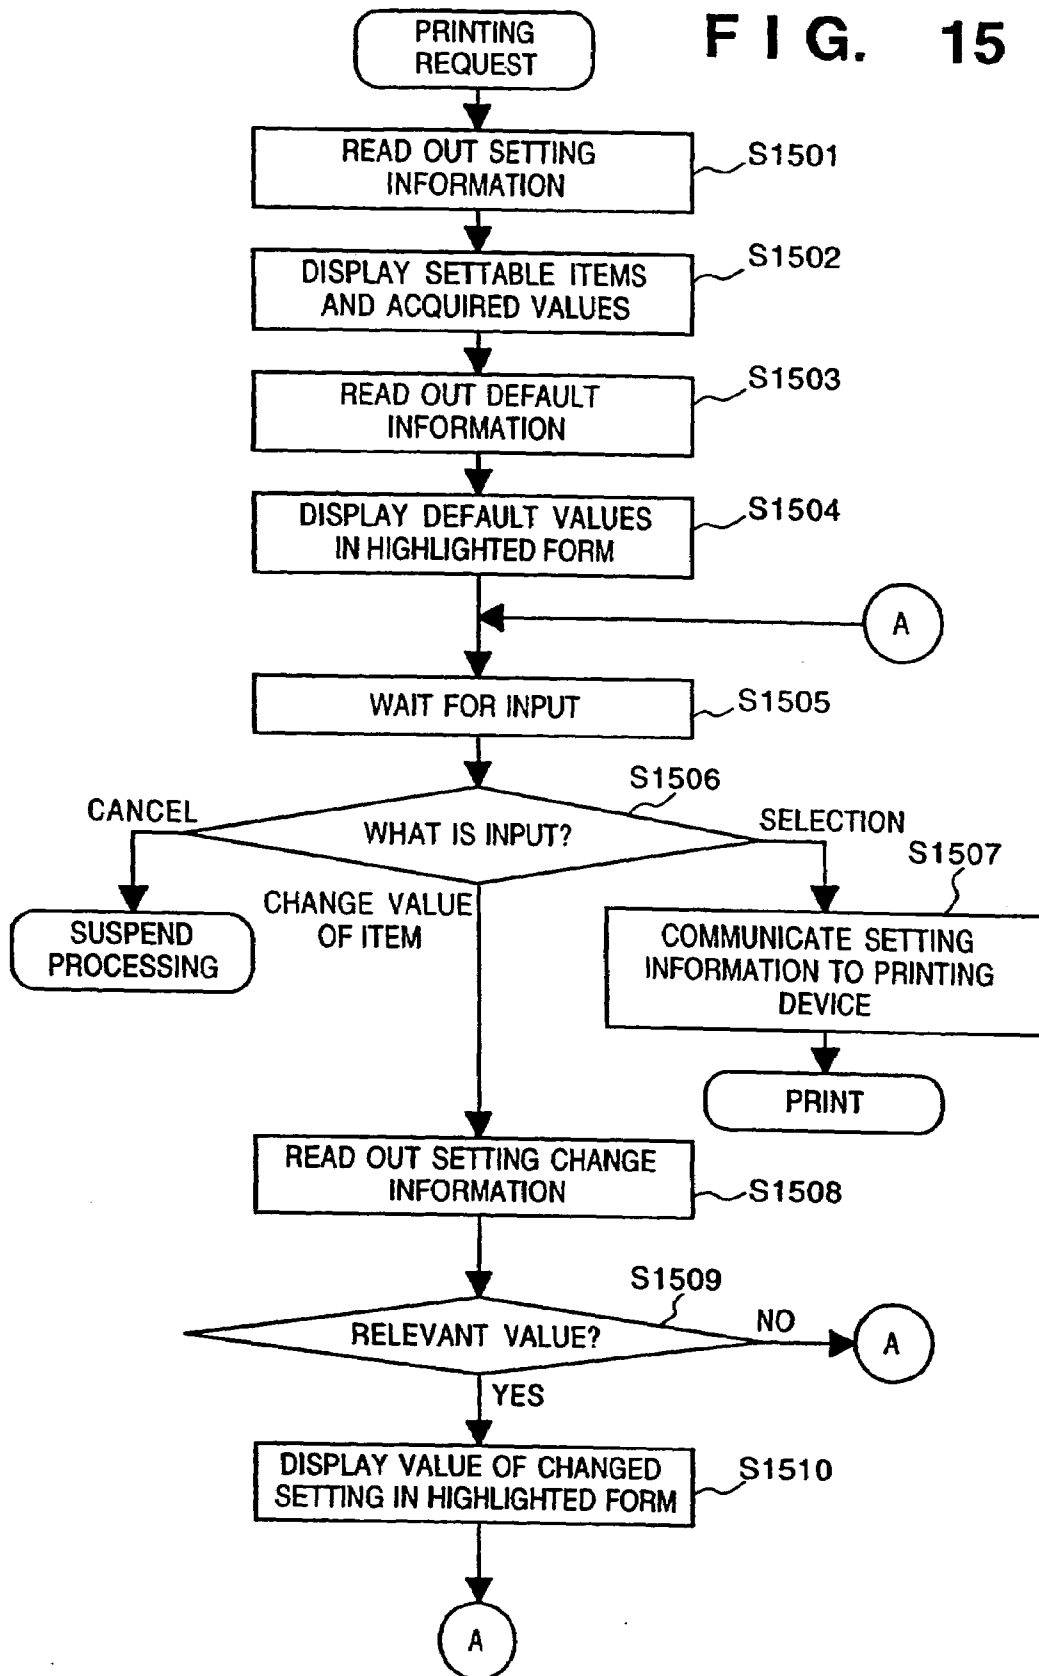 FIG. 15
PRINTING
REQUEST
READ OUT SETTING
INFORMATION
S1501
DISPLAY SETTABLE ITEMS
AND ACQUIRED VALUES
S1502
READ OUT DEFAULT
INFORMATION
S1503
DISPLAY DEFAULT VALUES
IN HIGHLIGHTED FORM
S1504
A
WAIT FOR INPUT
S1505
S1506
WHAT IS INPUT?
CANCEL
SELECTION
SUSPEND
PROCESSING
CHANGE VALUE
OF ITEM
S1507
COMMUNICATE SETTING
INFORMATION TO PRINTING
DEVICE
PRINT
READ OUT SETTING CHANGE
INFORMATION
S1508
S1509
RELEVANT VALUE?
NO
A
YES
DISPLAY VALUE OF CHANGED
SETTING IN HIGHLIGHTED FORM
S1510
A